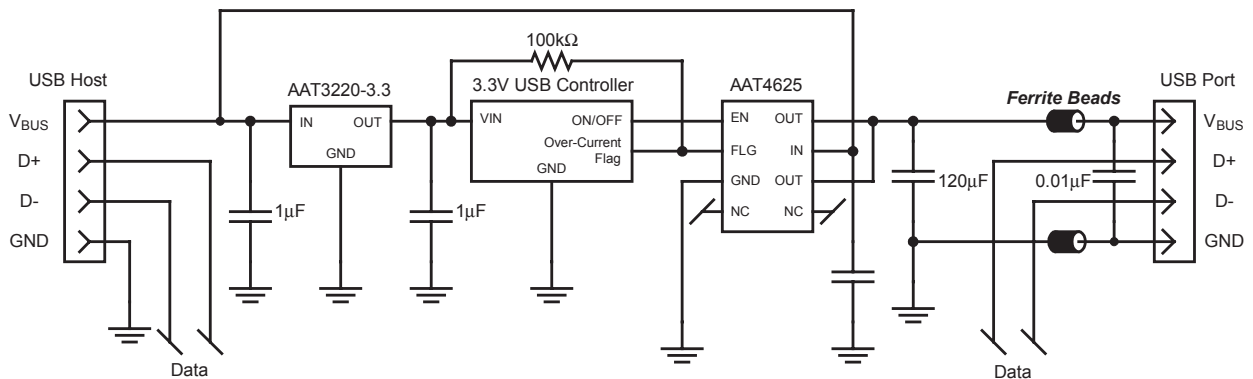 100kΩ
USB Host
AAT3220-3.3
3.3V USB Controller
AAT4625
Ferrite Beads
USB Port
VBUS
D+
D-
GND
IN
OUT
GND
1µF
1µF
VIN
ON/OFF
Over-Current
Flag
GND
EN
FLG
GND
NC
OUT
IN
OUT
NC
120µF
0.01µF
VBUS
D+
D-
GND
Data
Data